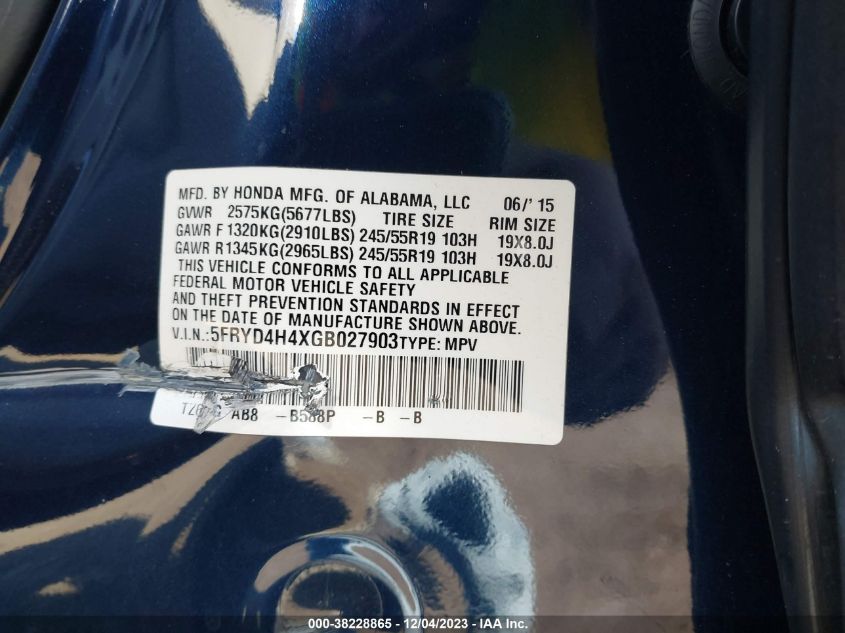 MFD. BY HONDA MFG. OF ALABAMA, LLC 06/' 15
GVWR 2575KG(5677LBS) TIRE SIZE RIM SIZE
GAWR F 1320KG(2910LBS) 245/55R19 103H 19X8.0J
GAWR R1345KG(2965LBS) 245/55R19 103H 19X8.0J
THIS VEHICLE CONFORMS TO ALL APPLICABLE
FEDERAL MOTOR VEHICLE SAFETY
AND THEFT PREVENTION STANDARDS IN EFFECT
ON THE DATE OF MANUFACTURE SHOWN ABOVE.
V.I.N.:5FRYD4H4XGB027903TYPE: MPV
AB8 -B588P -B -B
000-38228865 - 12/04/2023 - IAA Inc.